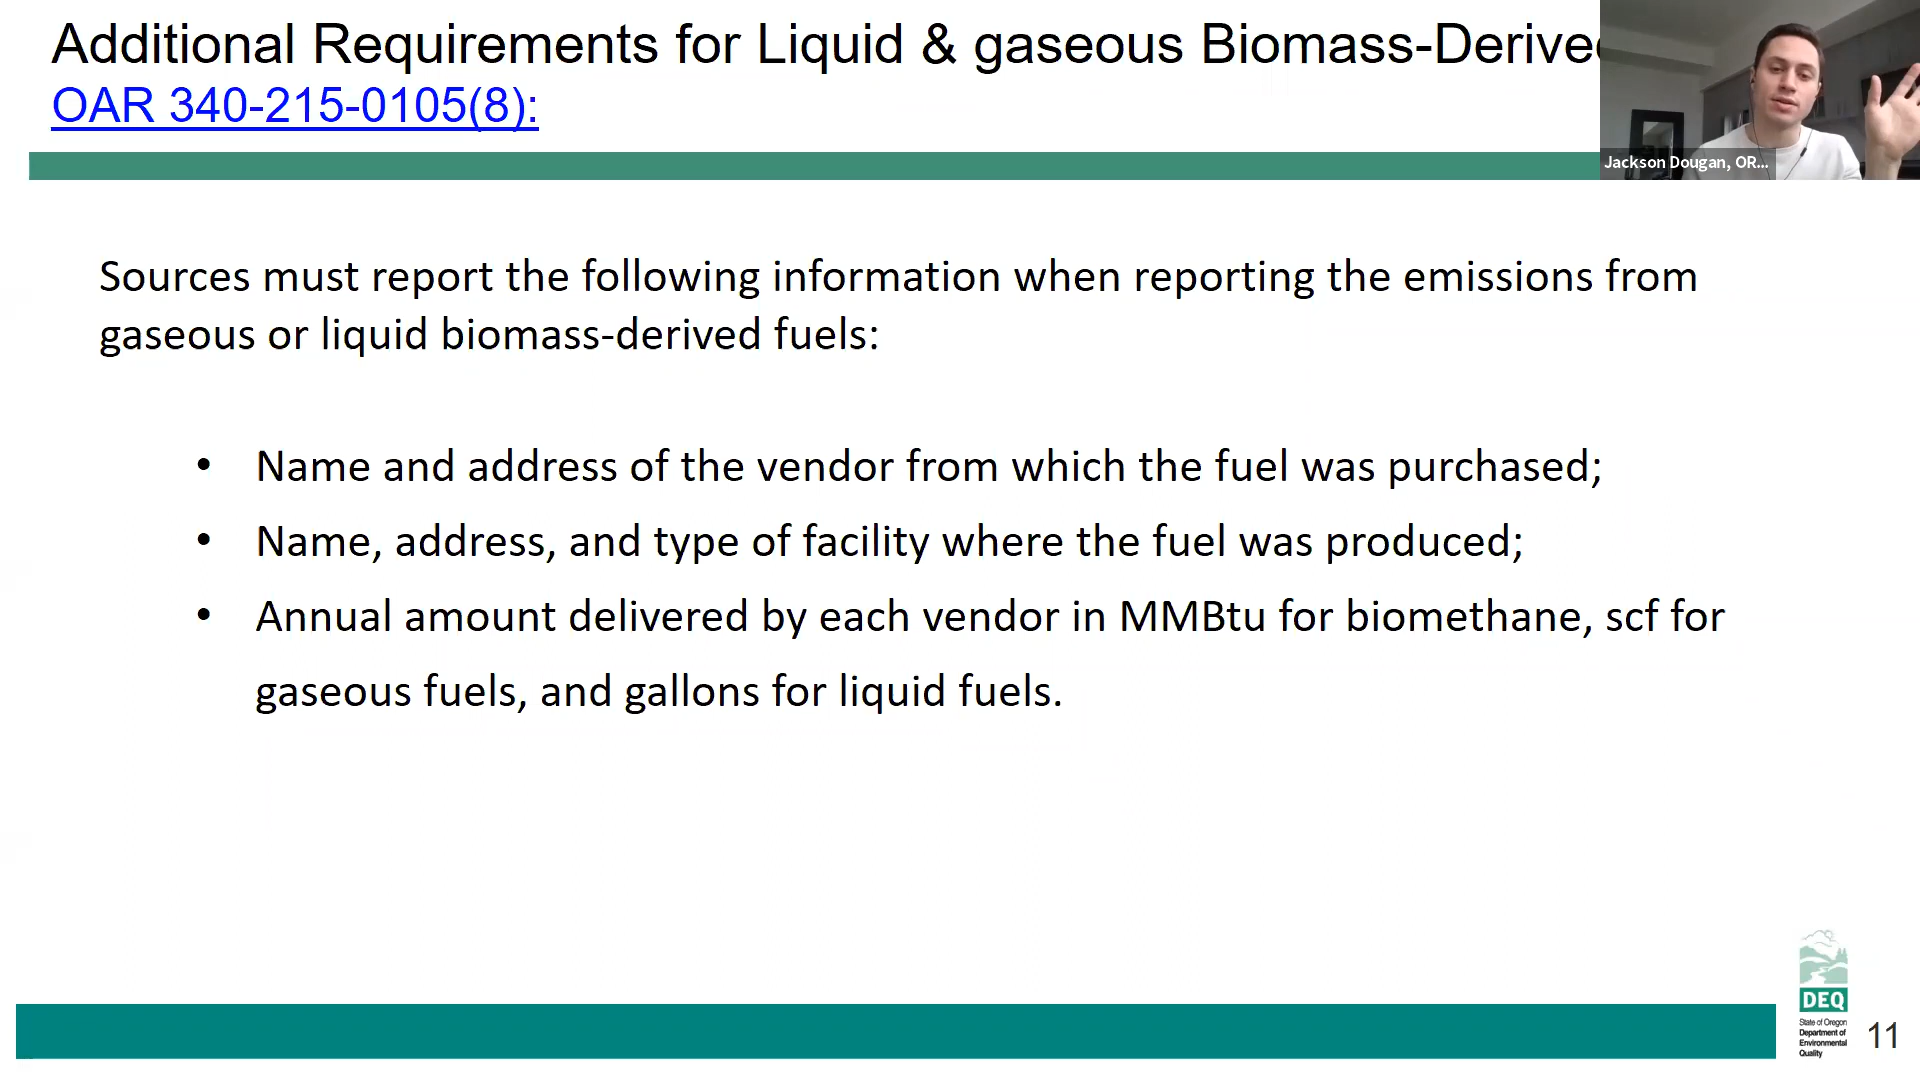 Additional Requirements for Liquid & gaseous Biomass-Derived
OAR 340-215-0105(8):
Jackson Dougan, OR...
Sources must report the following information when reporting the emissions from
gaseous or liquid biomass-derived fuels:
• Name and address of the vendor from which the fuel was purchased;
• Name, address, and type of facility where the fuel was produced;
• Annual amount delivered by each vendor in MMBtu for biomethane, scf for
gaseous fuels, and gallons for liquid fuels.
DEQ
State of Oregon
Department of
Environmental
Quality
11